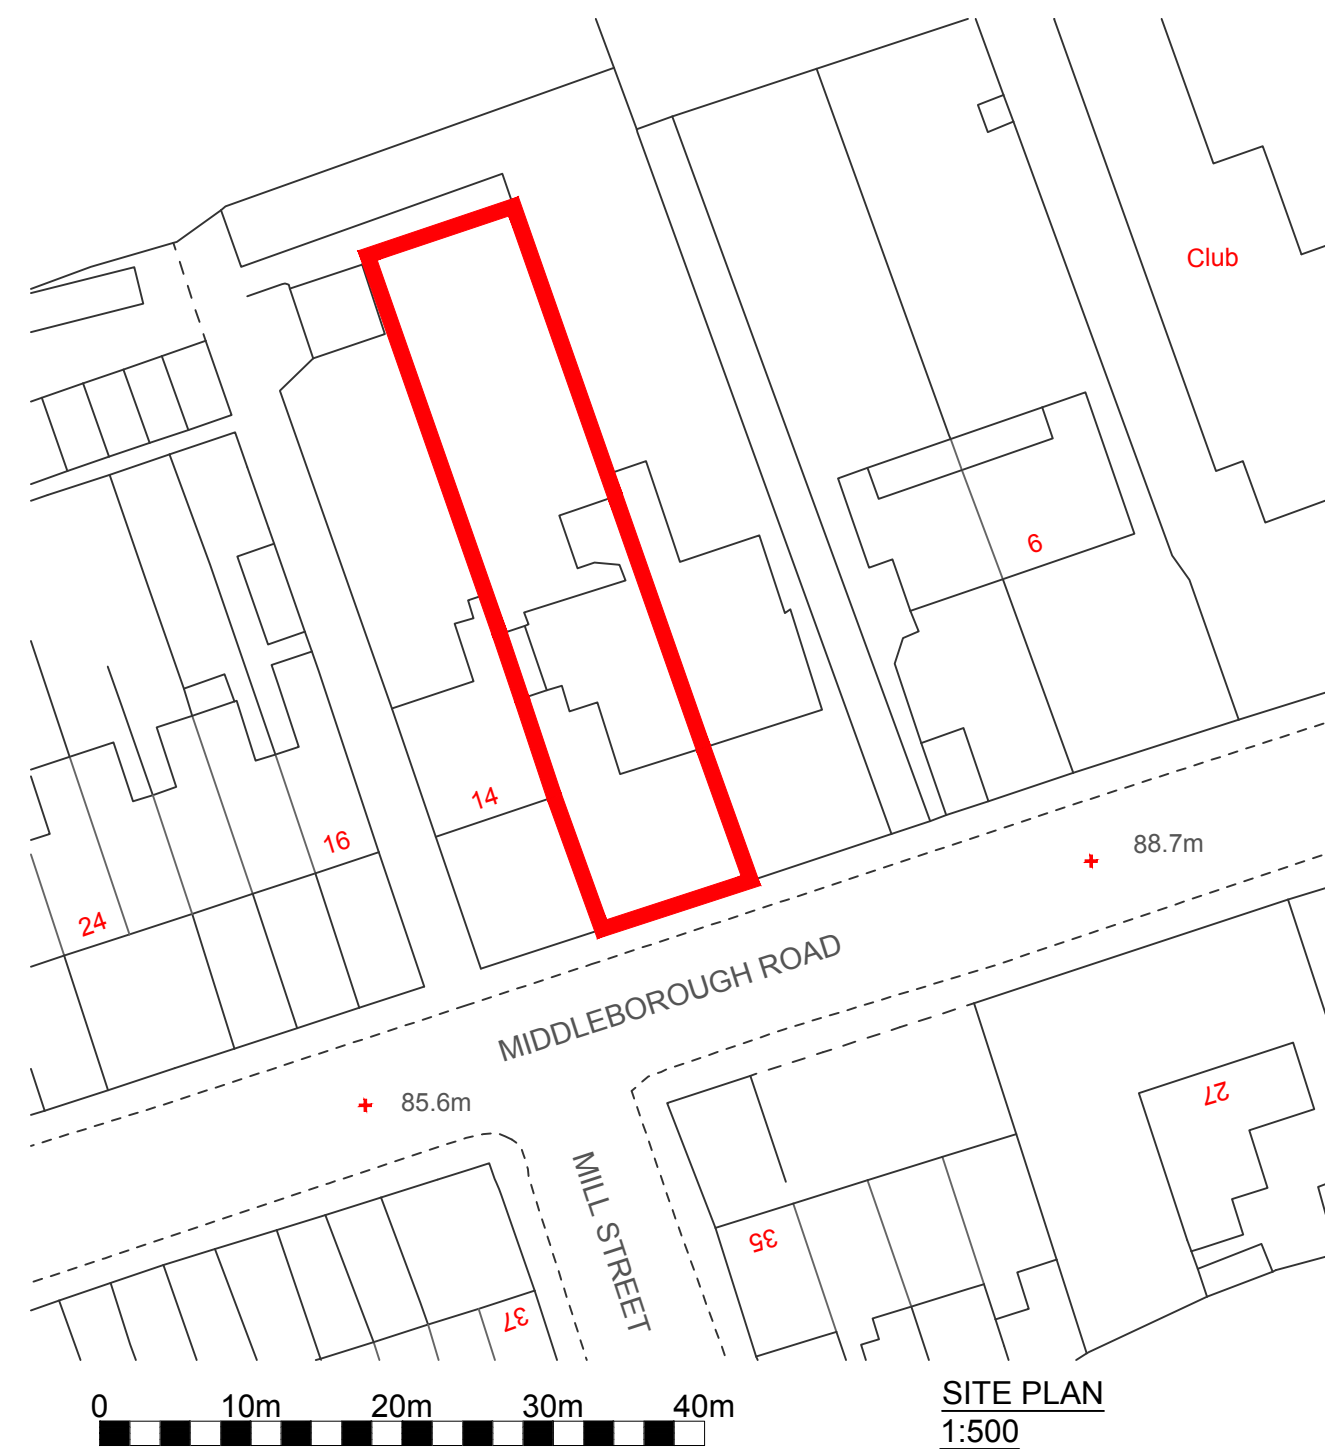 Club
6
14
16
24
88.7m
MIDDLEBOROUGH ROAD
85.6m
27
MILL STREET
35
37
0 10m 20m 30m 40m
SITE PLAN
1:500